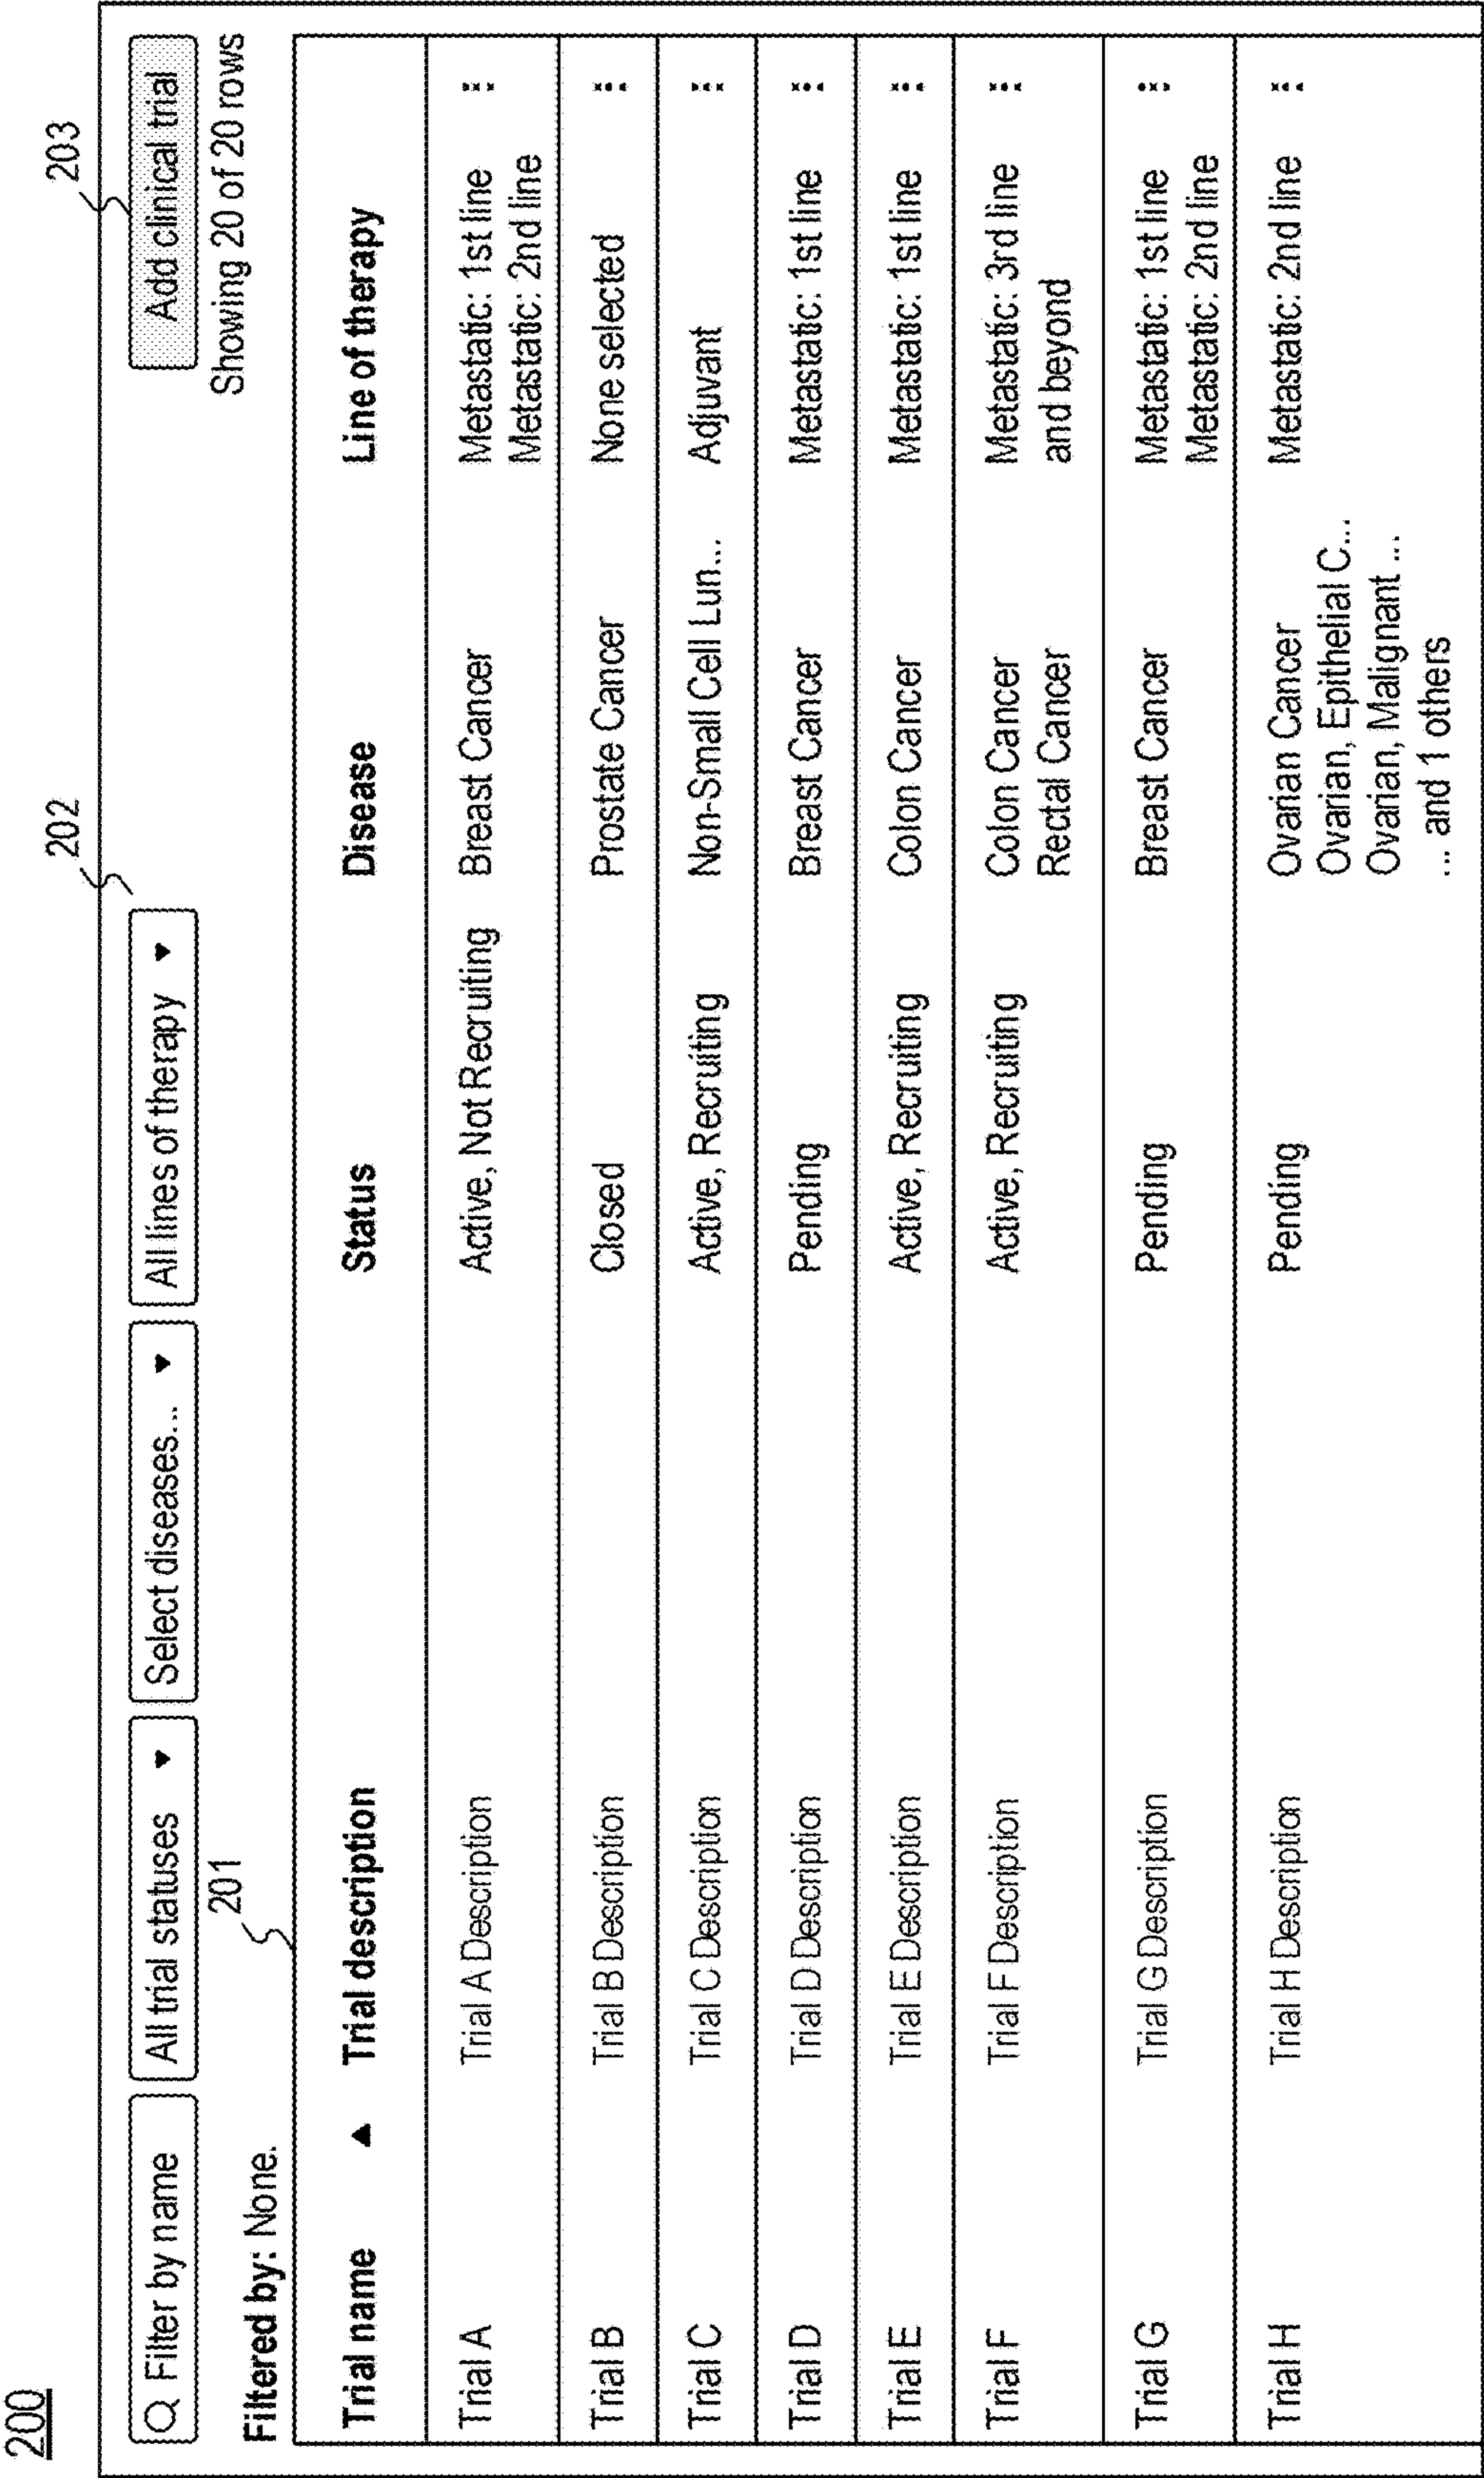 200
202
203
Filter by name All trial statuses Select diseases... All lines of therapy Add clinical trial
201
Showing 20 of 20 rows
Filtered by: None.
Trial name Trial description Status Disease Line of therapy
Trial A Trial A Description Active, Not Recruiting Breast Cancer Metastatic: 1st line
Metastatic: 2nd line
Trial B Trial B Description Closed Prostate Cancer None selected
Trial C Trial C Description Active, Recruiting Non-Small Cell Lun... Adjuvant
Trial D Trial D Description Pending Breast Cancer Metastatic: 1st line
Trial E Trial E Description Active, Recruiting Colon Cancer Metastatic: 1st line
Trial F Trial F Description Active, Recruiting Colon Cancer Metastatic: 3rd line
Rectal Cancer and beyond
Trial G Trial G Description Pending Breast Cancer Metastatic: 1st line
Metastatic: 2nd line
Trial H Trial H Description Pending Ovarian Cancer Metastatic: 2nd line
Ovarian, Epithelial C...
Ovarian, Malignant ...
... and 1 others